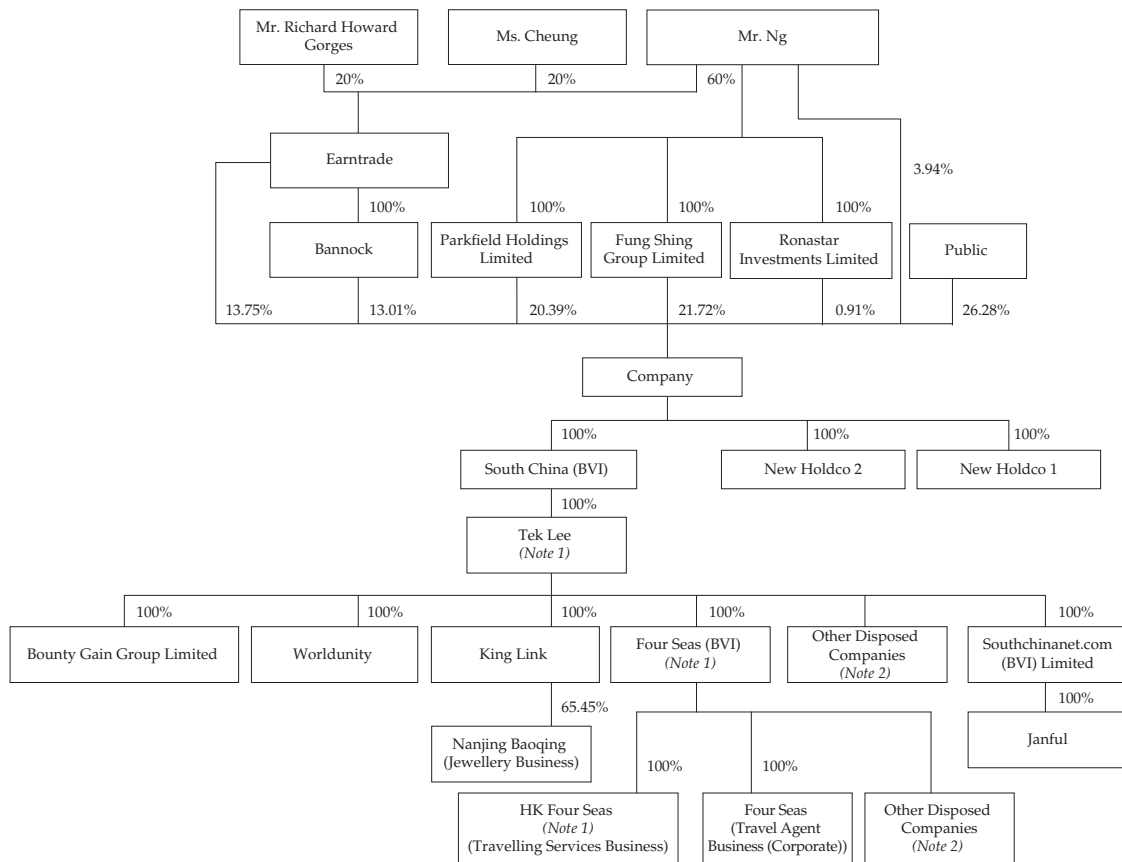 Mr. Richard Howard
Gorges
Ms. Cheung
Mr. Ng
20%
20%
60%
Earntrade
3.94%
100%
100%
100%
100%
Bannock
Parkfield Holdings
Limited
Fung Shing
Group Limited
Ronastar
Investments Limited
Public
13.75%
13.01%
20.39%
21.72%
0.91%
26.28%
Company
100%
100%
100%
South China (BVI)
New Holdco 2
New Holdco 1
100%
Tek Lee
(Note 1)
100%
100%
100%
100%
100%
Bounty Gain Group Limited
Worldunity
King Link
Four Seas (BVI)
(Note 1)
Other Disposed
Companies
(Note 2)
Southchinanet.com
(BVI) Limited
65.45%
100%
Nanjing Baoqing
(Jewellery Business)
Janful
100%
100%
HK Four Seas
(Note 1)
(Travelling Services Business)
Four Seas
(Travel Agent
Business (Corporate))
Other Disposed
Companies
(Note 2)